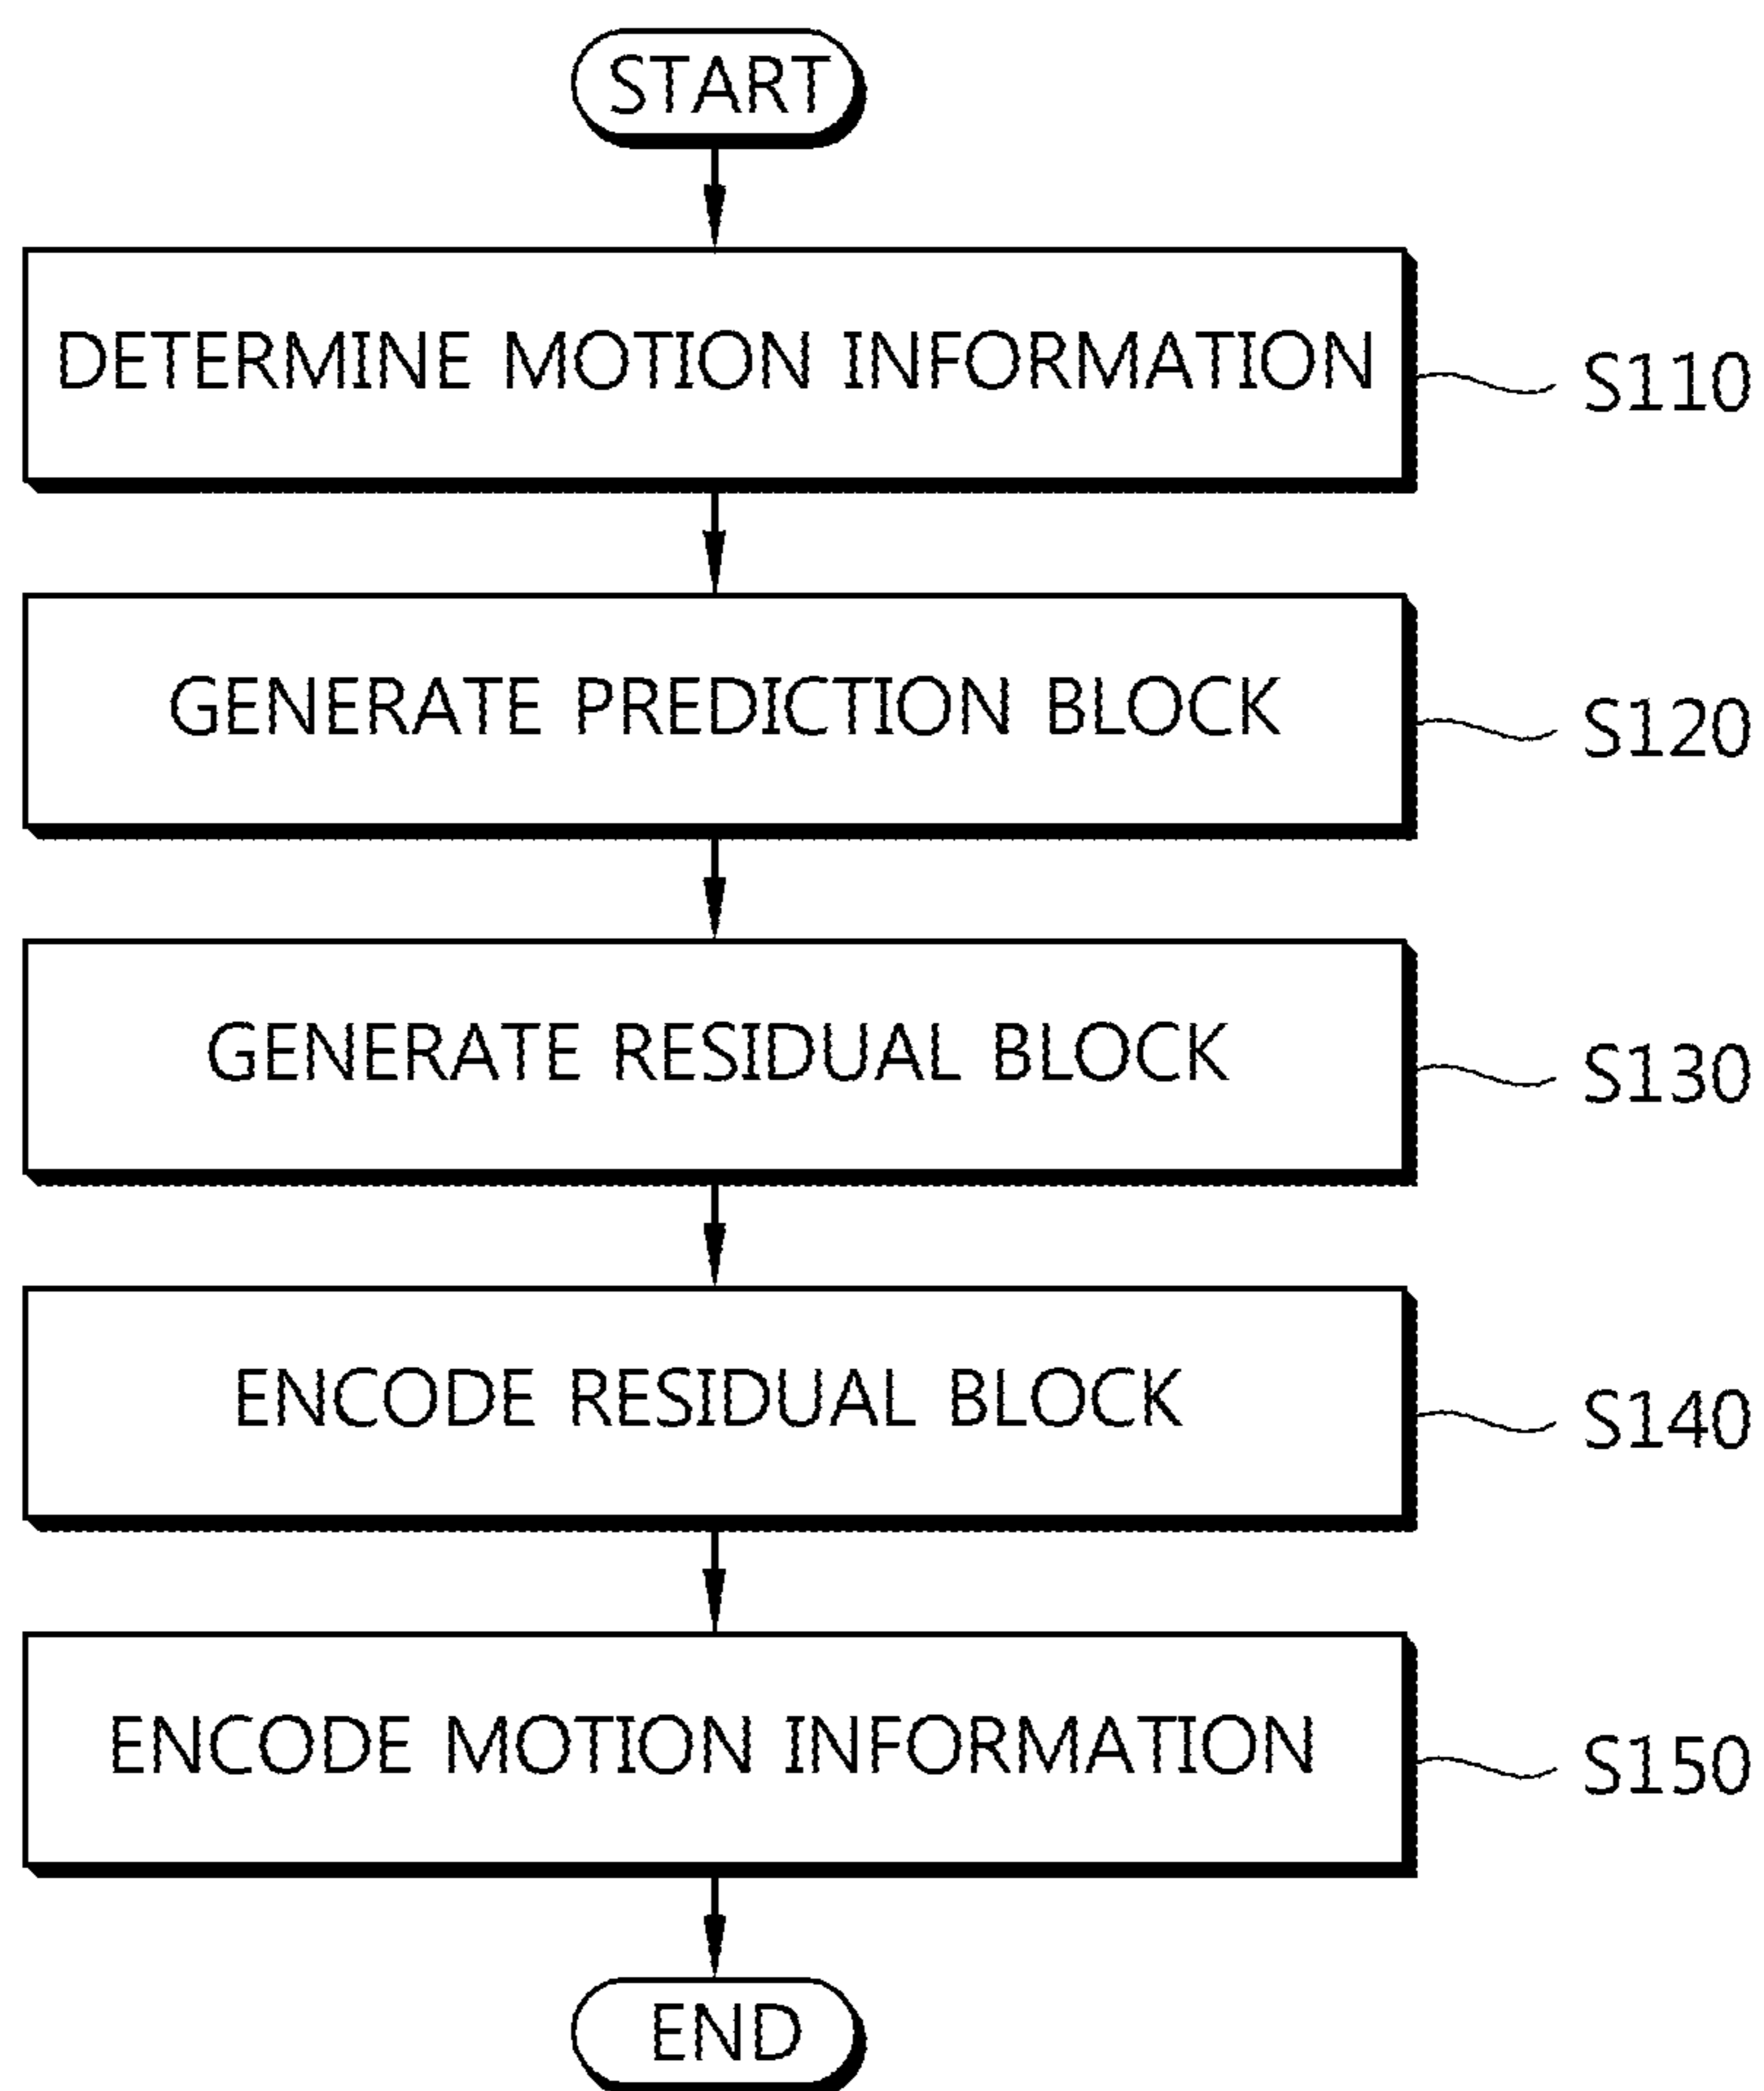 START
DETERMINE MOTION INFORMATION
S110
GENERATE PREDICTION BLOCK
S120
GENERATE RESIDUAL BLOCK
S130
ENCODE RESIDUAL BLOCK
S140
ENCODE MOTION INFORMATION
S150
END